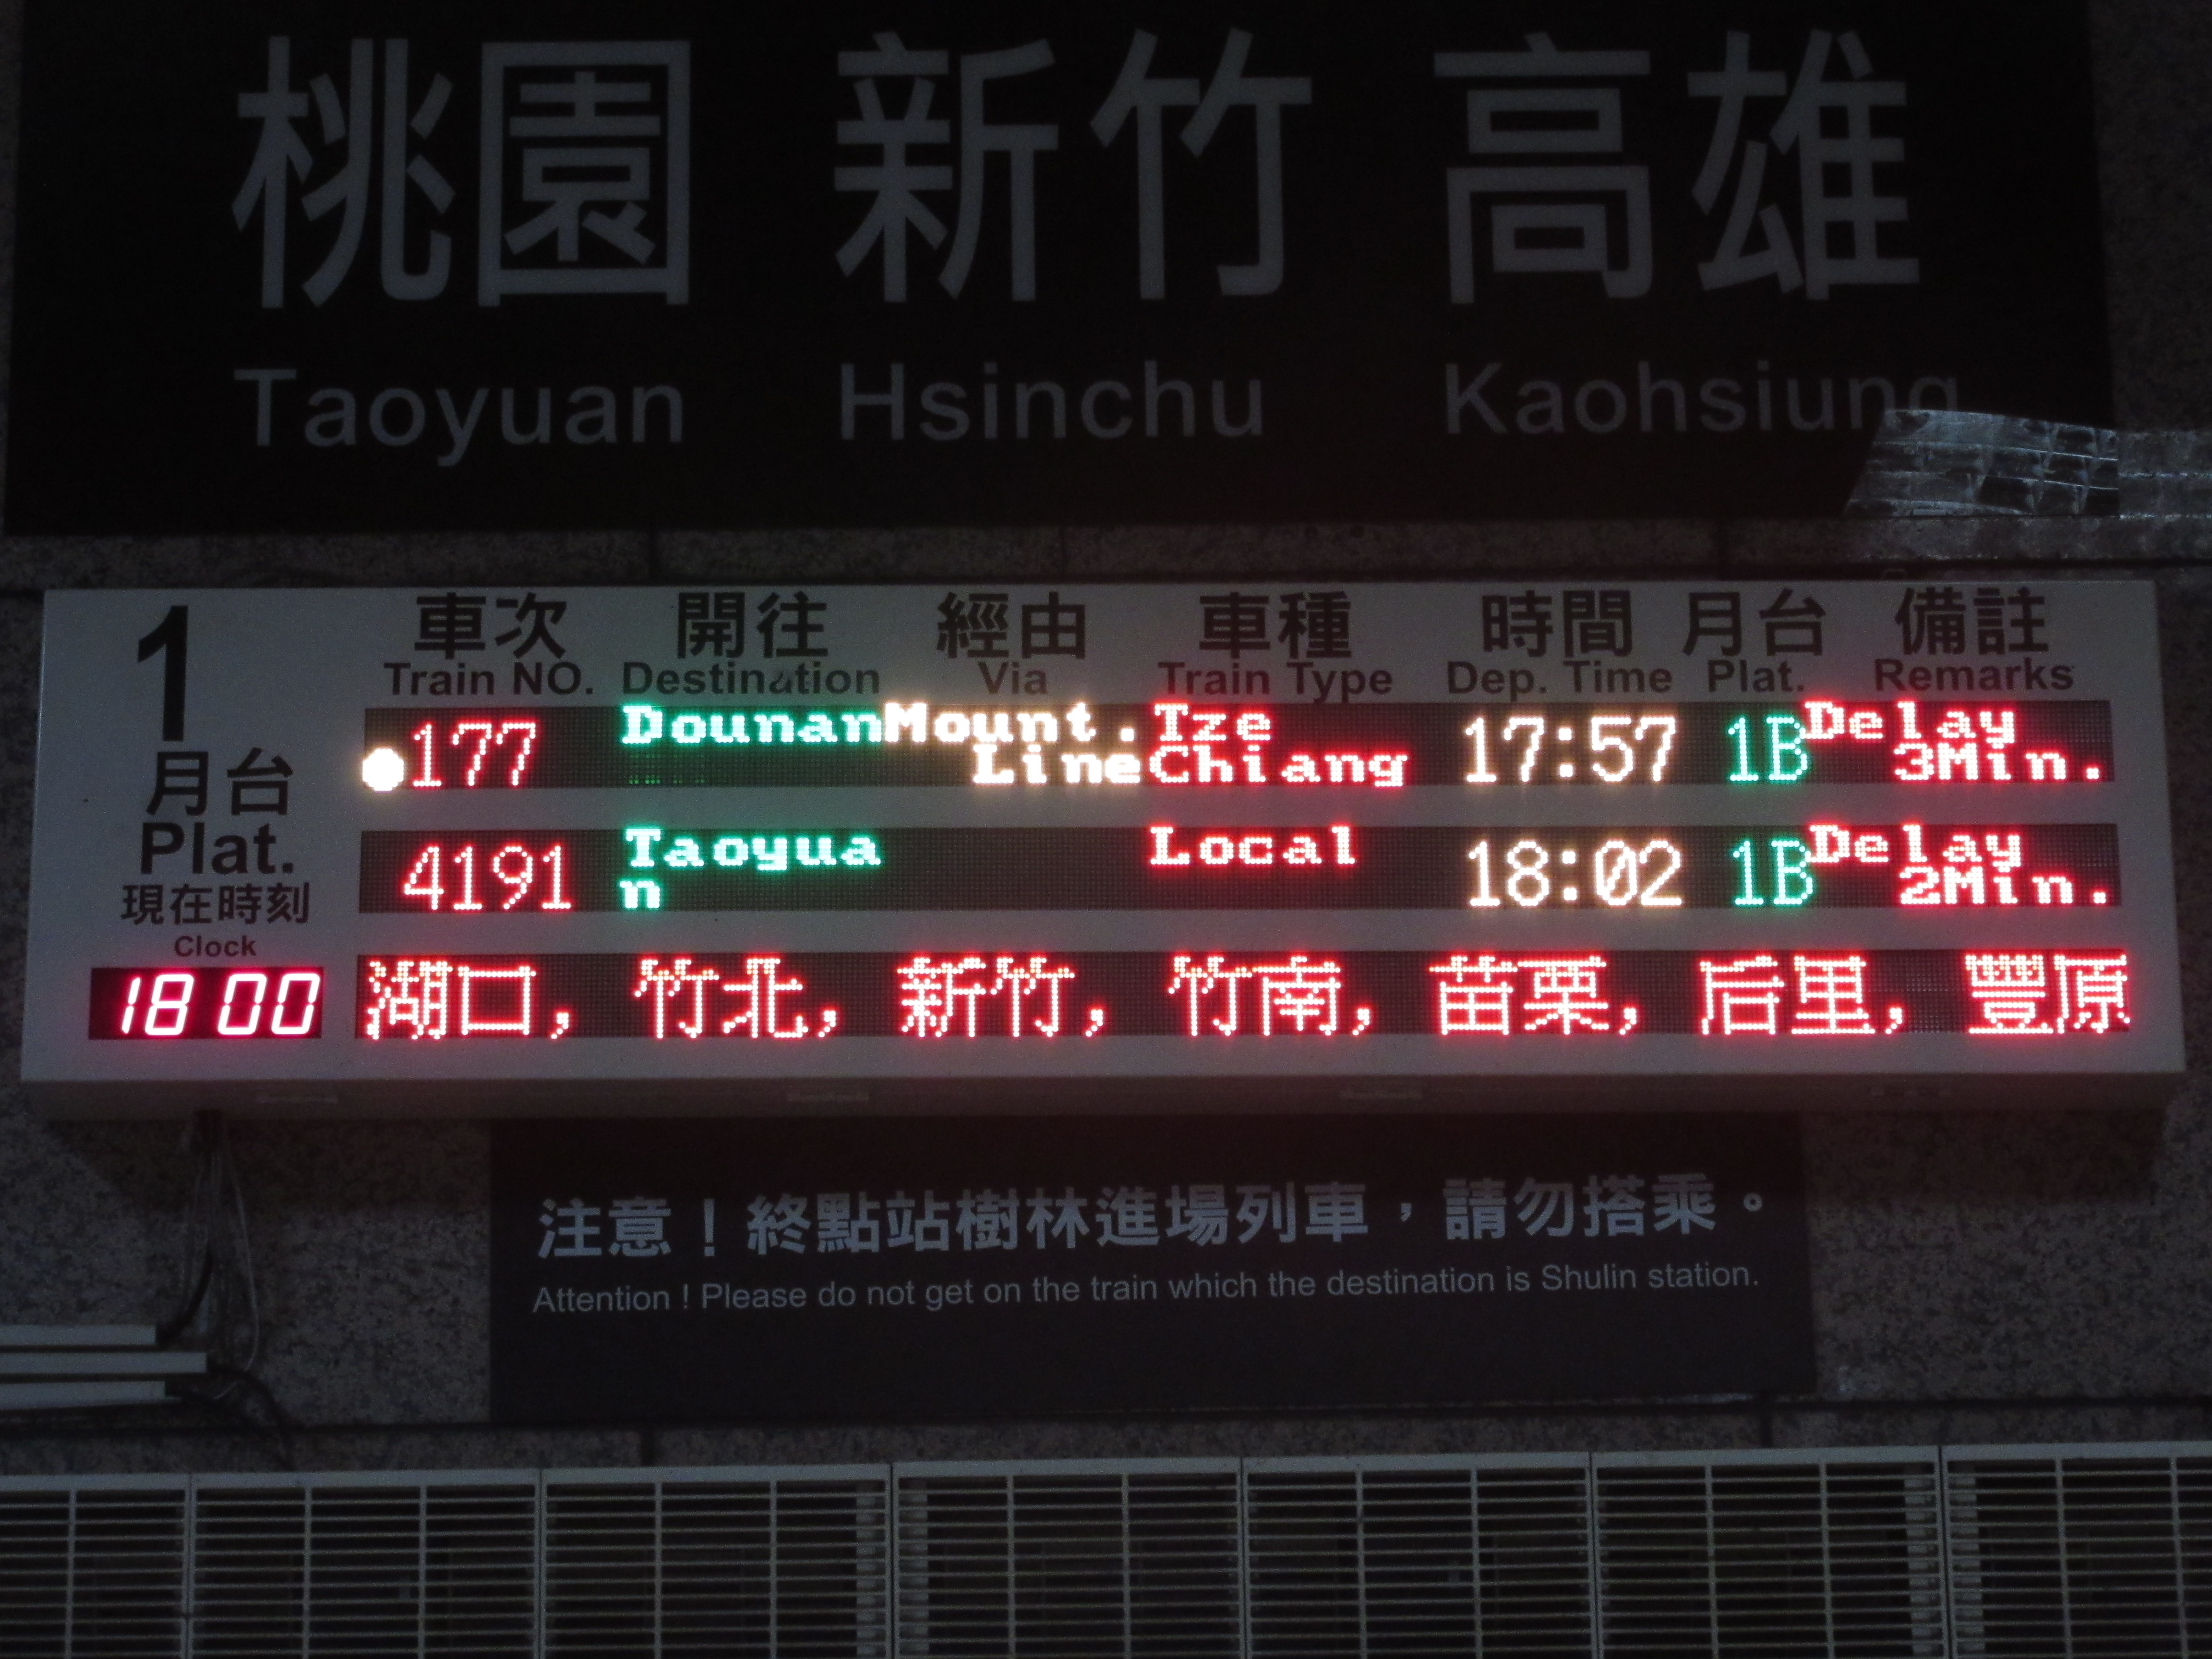 桃園 新竹 高雄
Taoyuan Hsinchu Kaohsiung
1
月台
Plat.
現在時刻
Clock
18 00
車次 開往 經由 車種 時間 月台 備註
Train NO. Destination Via Train Type Dep. Time Plat. Remarks
177 Dounan Mount. Line Tze Chiang 17:57 1B Delay 3Min.
4191 Taoyuan Local 18:02 1B Delay 2Min.
湖口, 竹北, 新竹, 竹南, 苗栗, 后里, 豐原
注意！終點站樹林進場列車，請勿搭乘。
Attention ! Please do not get on the train which the destination is Shulin station.